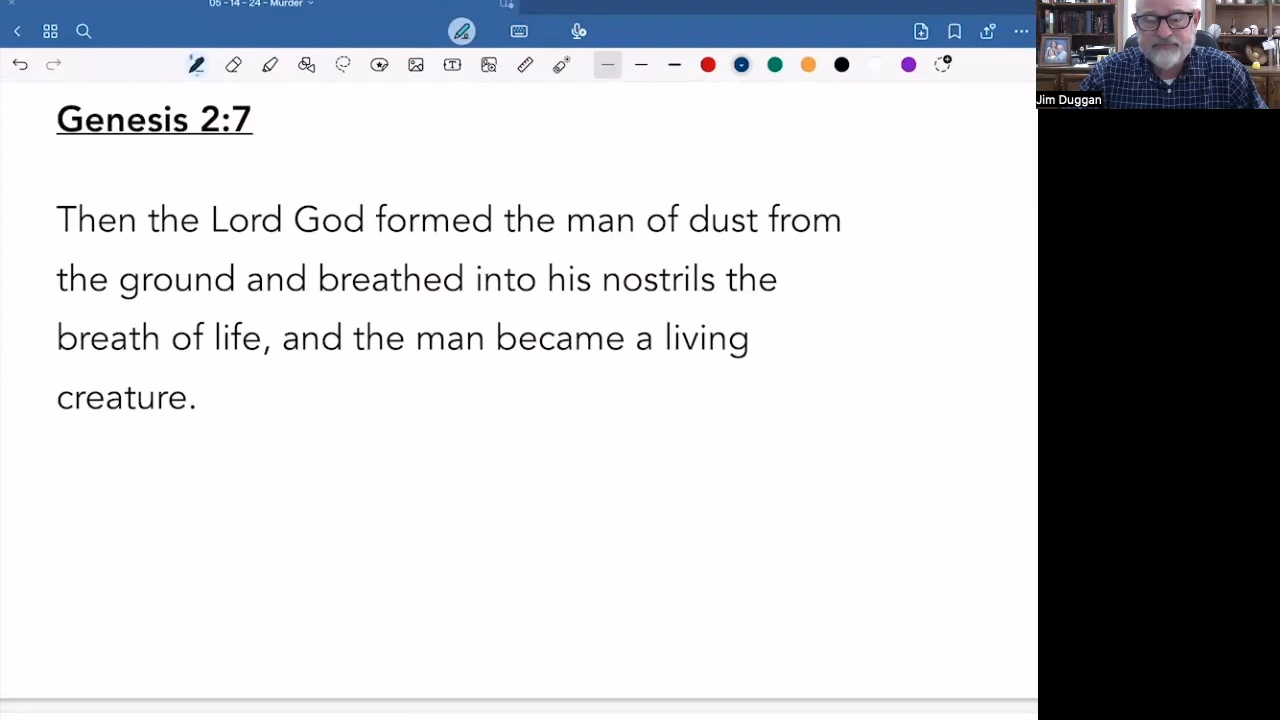 05 - 14 - 24 - Murder
Jim Duggan
Genesis 2:7
Then the Lord God formed the man of dust from
the ground and breathed into his nostrils the
breath of life, and the man became a living
creature.